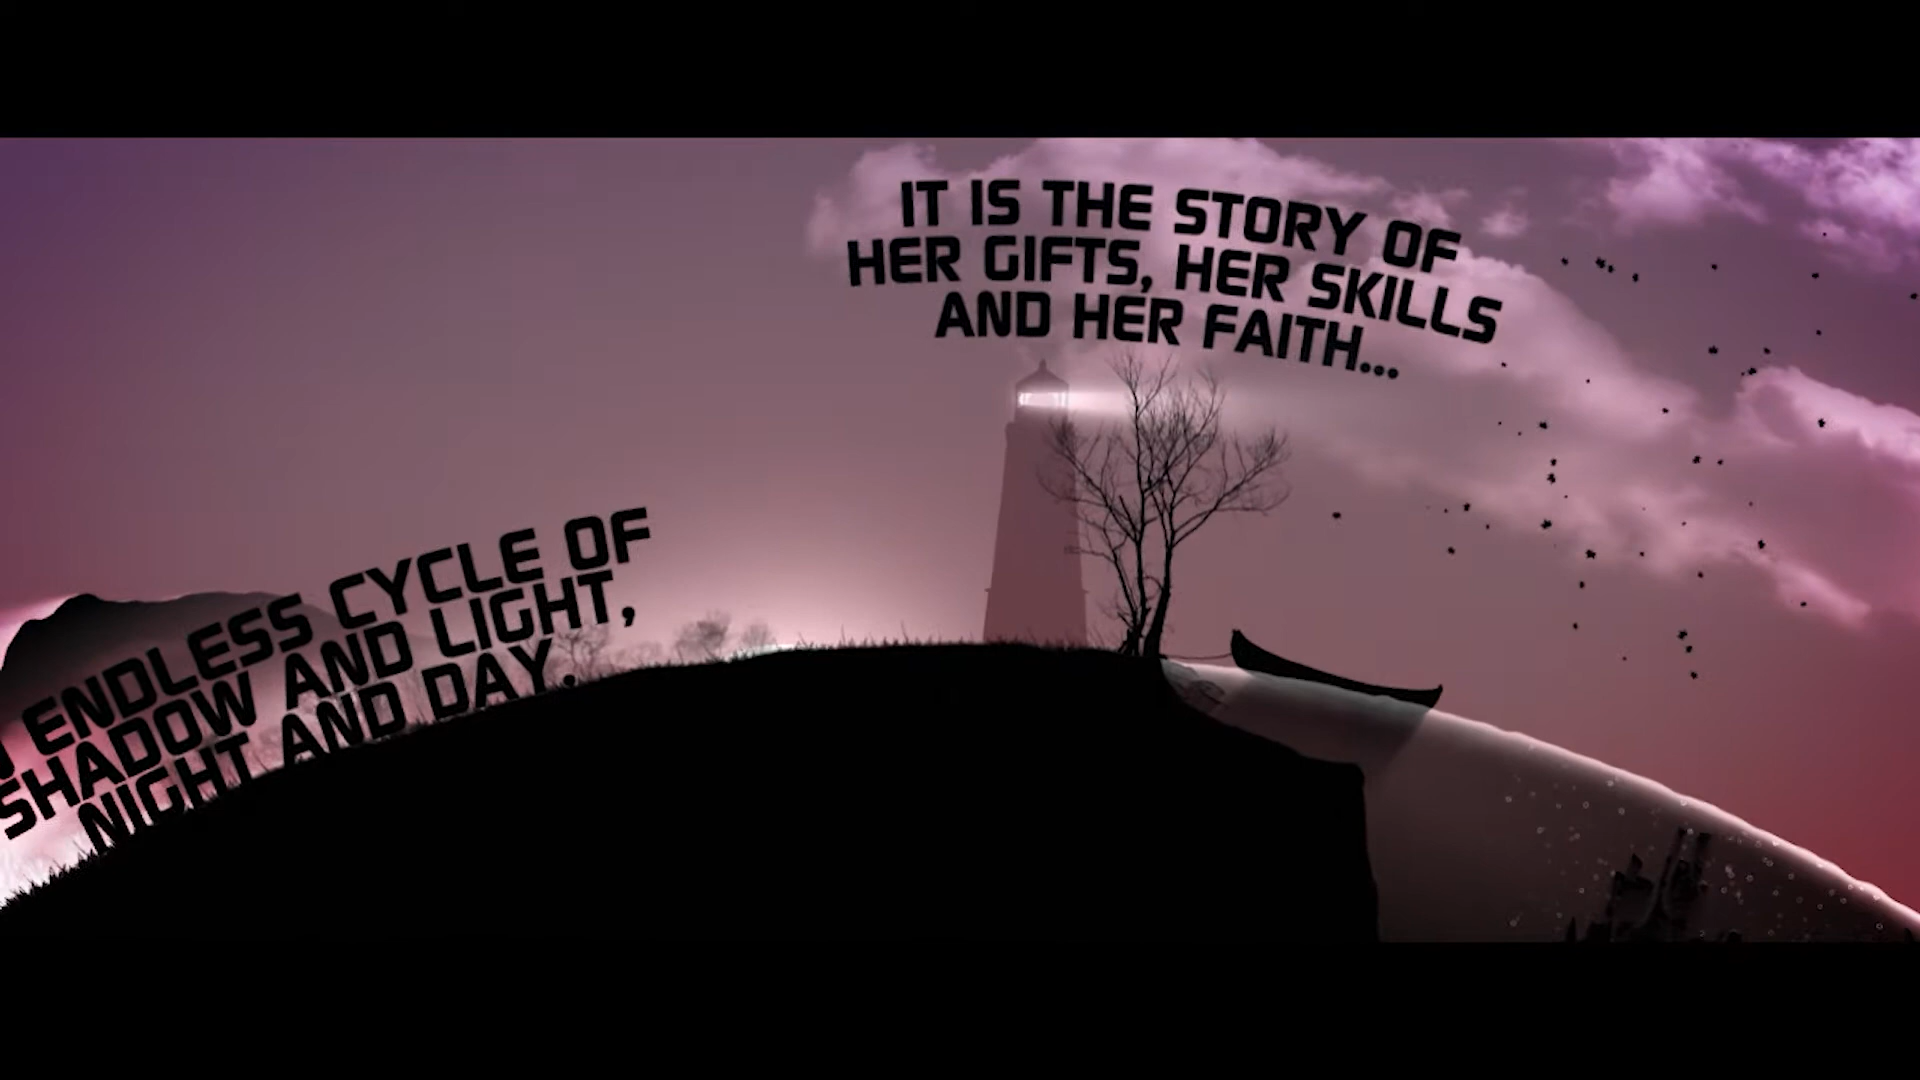 ENDLESS CYCLE OF
SHADOW AND LIGHT,
NIGHT AND DAY.
IT IS THE STORY OF
HER GIFTS, HER SKILLS
AND HER FAITH...